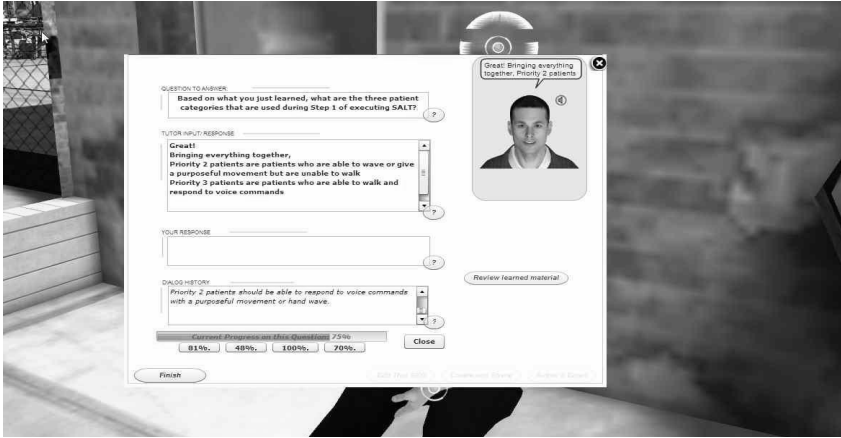 Great! Bringing everything
together, Priority 2 patients
QUESTION TO ANSWER:
Based on what you just learned, what are the three patient
categories that are used during Step 1 of executing SALT?
?
TUTOR INPUT/ RESPONSE
Great!
Bringing everything together,
Priority 2 patients are patients who are able to wave or give
a purposeful movement but are unable to walk
Priority 3 patients are patients who are able to walk and
respond to voice commands
?
YOUR RESPONSE
?
Review learned material
DIALOG HISTORY
Priority 2 patients should be able to respond to voice commands
with a purposeful movement or hand wave.
?
Current Progress on this Question: 75%
81%. 48%. 100%. 70%.
Close
Finish